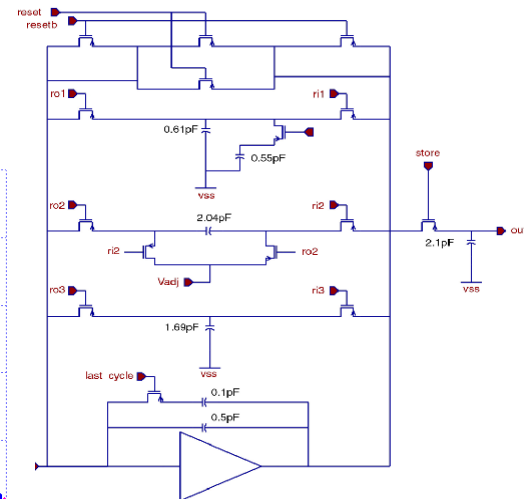 reset
resetb
ro1
ri1
0.61pF
0.55pF
vss
store
ro2
2.04pF
ri2
ou
ri2
ro2
2.1pF
Vadj
vss
ro3
ri3
1.69pF
vss
last cycle
0.1pF
0.5pF